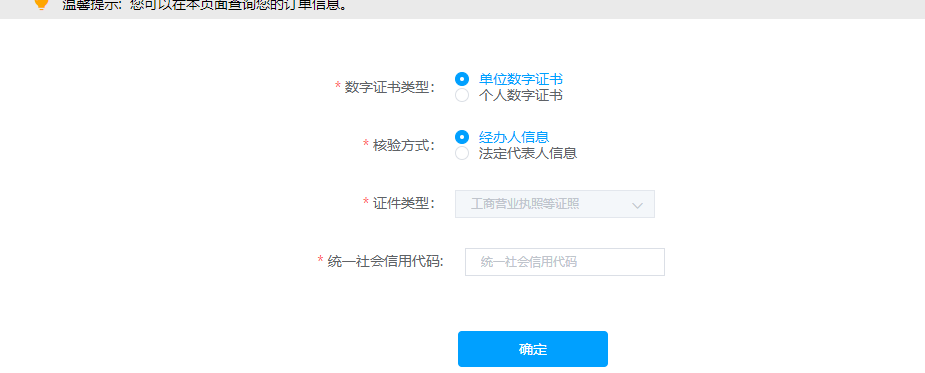 温馨提示: 您可以在本页面查询您的订单信息。
* 数字证书类型:
单位数字证书
个人数字证书
* 核验方式:
经办人信息
法定代表人信息
* 证件类型:
工商营业执照等证照
* 统一社会信用代码:
统一社会信用代码
确定